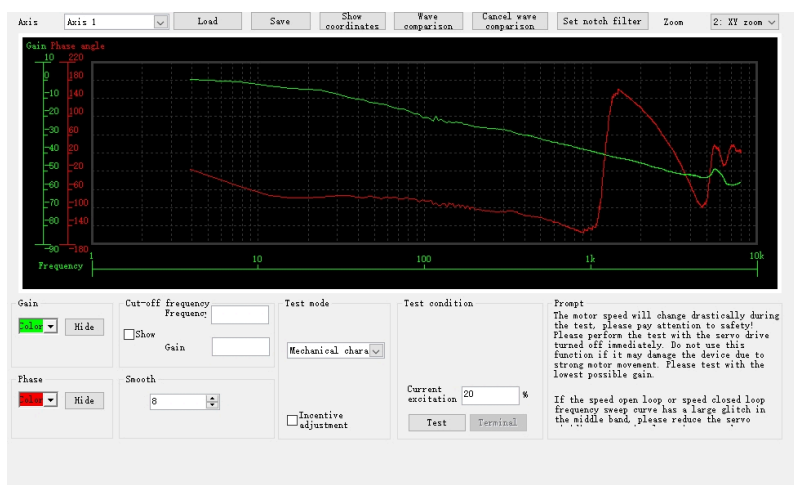 Axis Axis 1 Load Save Show coordinates Wave comparison Cancel wave comparison Set notch filter Zoom 2: XY zoom
Gain Phase angle
10 220
0 180
-10 140
-20 100
-30 60
-40 20
-50 -20
-60 -60
-70 -100
-80 -140
-90 -180
Frequency 1 10 100 1k 10k
Gain
Color Hide
Cut-off frequency
Frequency
Show
Gain
Test mode
Mechanical chara
Incentive
adjustment
Test condition
Current
excitation 20 %
Test Terminal
Phase
Color Hide
Smooth
8
Prompt
The motor speed will change drastically during
the test, please pay attention to safety!
Please perform the test with the servo drive
turned off immediately. Do not use this
function if it may damage the device due to
strong motor movement. Please test with the
lowest possible gain.
If the speed open loop or speed closed loop
frequency sweep curve has a large glitch in
the middle band, please reduce the servo